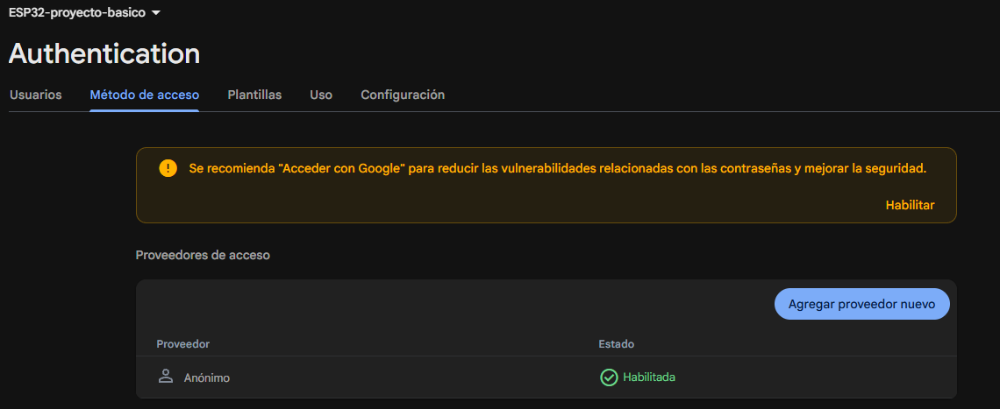 ESP32-proyecto-basico
Authentication
Usuarios Método de acceso Plantillas Uso Configuración
Se recomienda "Acceder con Google" para reducir las vulnerabilidades relacionadas con las contraseñas y mejorar la seguridad.
Habilitar
Proveedores de acceso
Agregar proveedor nuevo
Proveedor Estado
Anónimo Habilitada